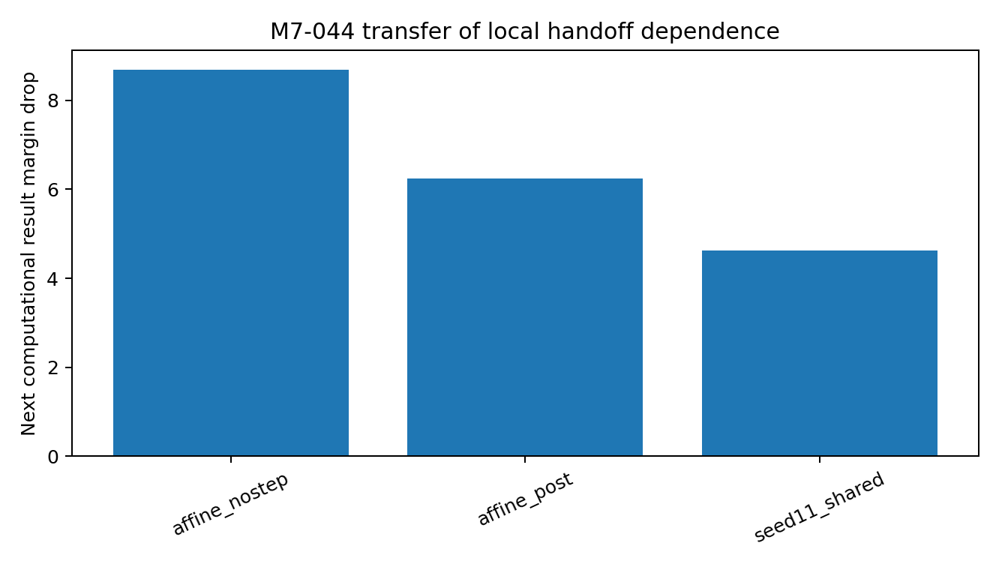 M7-044 transfer of local handoff dependence
Next computational result margin drop
8
6
4
2
0
affine_nostep
affine_post
seed11_shared